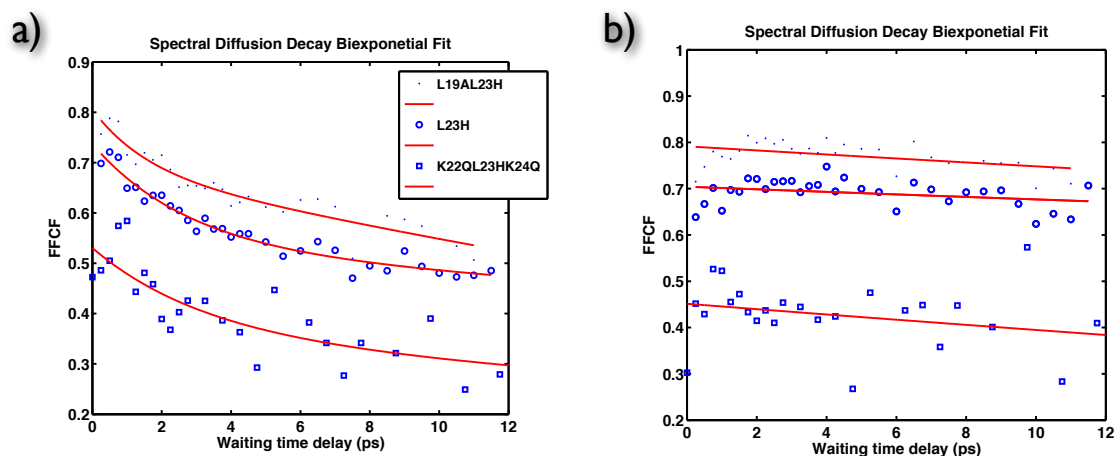 a)
Spectral Diffusion Decay Biexponetial Fit
0.9
0.8
0.7
0.6
0.5
0.4
0.3
0.2
FFCF
L19AL23H
L23H
K22QL23HK24Q
0 2 4 6 8 10 12
Waiting time delay (ps)
b)
Spectral Diffusion Decay Biexponetial Fit
1
0.9
0.8
0.7
0.6
0.5
0.4
0.3
0.2
FFCF
0 2 4 6 8 10 12
Waiting time delay (ps)